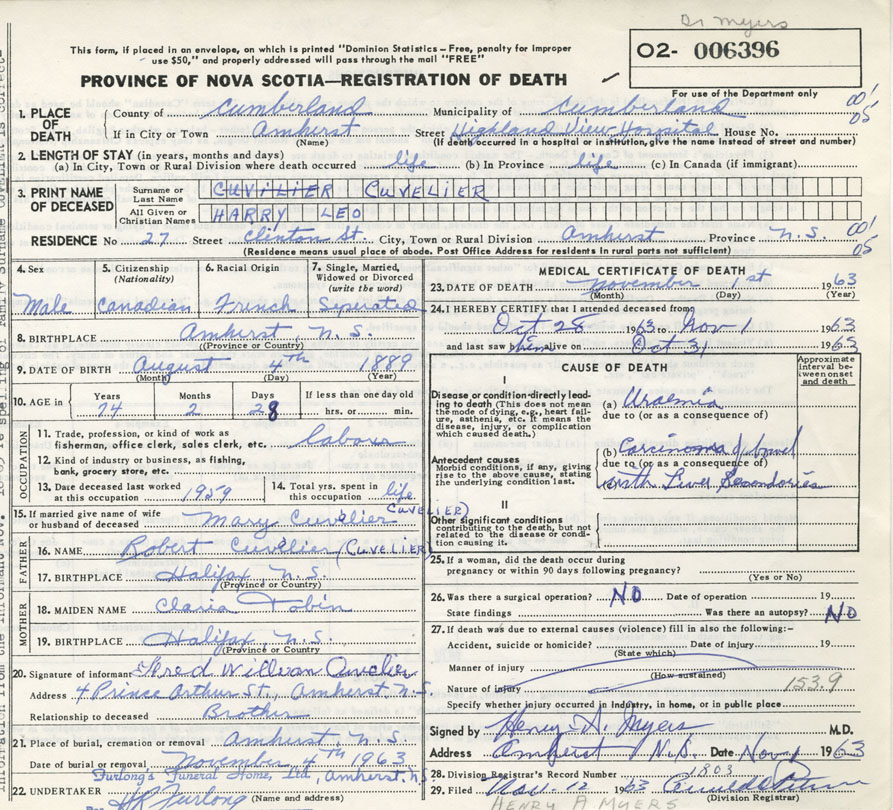 Dr Myers
This form, if placed in an envelope, on which is printed "Dominion Statistics – Free, penalty for improper
use $50," and properly addressed will pass through the mail "FREE"
O2- 006396
PROVINCE OF NOVA SCOTIA—REGISTRATION OF DEATH
For use of the Department only
1. PLACE OF DEATH County of Cumberland Municipality of Cumberland 001
If in City or Town Amherst Street Highland View Hospital House No. 05
(Name) (If death occurred in a hospital or institution, give the name instead of street and number)
2. LENGTH OF STAY (in years, months and days)
(a) In City, Town or Rural Division where death occurred life (b) In Province life (c) In Canada (if immigrant)
3. PRINT NAME OF DECEASED Surname or Last Name CUVILIER CUVELIER
All Given or Christian Names HARRY LEO
RESIDENCE No 27 Street Clinton St City, Town or Rural Division Amherst Province N.S. 001 05
(Residence means usual place of abode. Post Office Address for residents in rural parts not sufficient)
4. Sex Male
5. Citizenship (Nationality) Canadian
6. Racial Origin French
7. Single, Married, Widowed or Divorced (write the word) Seperated
8. BIRTHPLACE Amherst, N.S.
(Province or Country)
9. DATE OF BIRTH August 4th 1889
(Month) (Day) (Year)
10. AGE in Years 74 Months 2 Days 28 If less than one day old hrs. or min.
OCCUPATION
11. Trade, profession, or kind of work as fisherman, office clerk, sales clerk, etc. labour
12. Kind of industry or business, as fishing, bank, grocery store, etc.
13. Date deceased last worked at this occupation 1959
14. Total yrs. spent in this occupation life
15. If married give name of wife or husband of deceased Mary Cuvelier (CUVELIER)
FATHER
16. NAME Robert Cuvelier (CUVELIER)
17. BIRTHPLACE Halifax N.S.
(Province or Country)
MOTHER
18. MAIDEN NAME Tobin
19. BIRTHPLACE Halifax N.S.
(Province or Country
20. Signature of informant
Address 4 Prince Arthur St., Amherst N.S.
Relationship to deceased Brother
21. Place of burial, cremation or removal Amherst N.S.
Date of burial or removal November 4TH 1963
Furlong's Funeral Home, Ltd, Amherst, N.S.
22. UNDERTAKER Furlong (Name and address)
MEDICAL CERTIFICATE OF DEATH
23. DATE OF DEATH November 1st 1963
(Month) (Day) (Year)
24. I HEREBY CERTIFY that I attended deceased from
Oct 28 1963 to Nov 1 1963
and last saw him alive on Oct 31 1963
CAUSE OF DEATH
Approximate interval between onset and death
I
Disease or condition directly leading to death (This does not mean the mode of dying, e.g., heart failure, asthenia, etc. It means the disease, injury, or complication which caused death.)
(a) Uraemia
due to (or as a consequence of)
Antecedent causes
Morbid conditions, if any, giving rise to the above cause, stating the underlying condition last.
(b) Carcinoma of bowel
due to (or as a consequence of)
(c) with Liver Secondaries
II
Other significant conditions
contributing to the death, but not related to the disease or condition causing it.
25. If a woman, did the death occur during pregnancy or within 90 days following pregnancy?
(Yes or No)
26. Was there a surgical operation? NO Date of operation 19
State findings Was there an autopsy? NO
27. If death was due to external causes (violence) fill in also the following:-
Accident, suicide or homicide? Date of injury 19
(State which)
Manner of injury
(How sustained)
Nature of injury 153.9
Specify whether injury occurred in Industry, in home, or in public place
Signed by Henry A. Myers M.D.
Address Amherst N.S. Date Nov 1 1963
28. Division Registrar's Record Number 1803
29. Filed Nov. 12 1963
(Division Registrar)
HENRY A MYERS